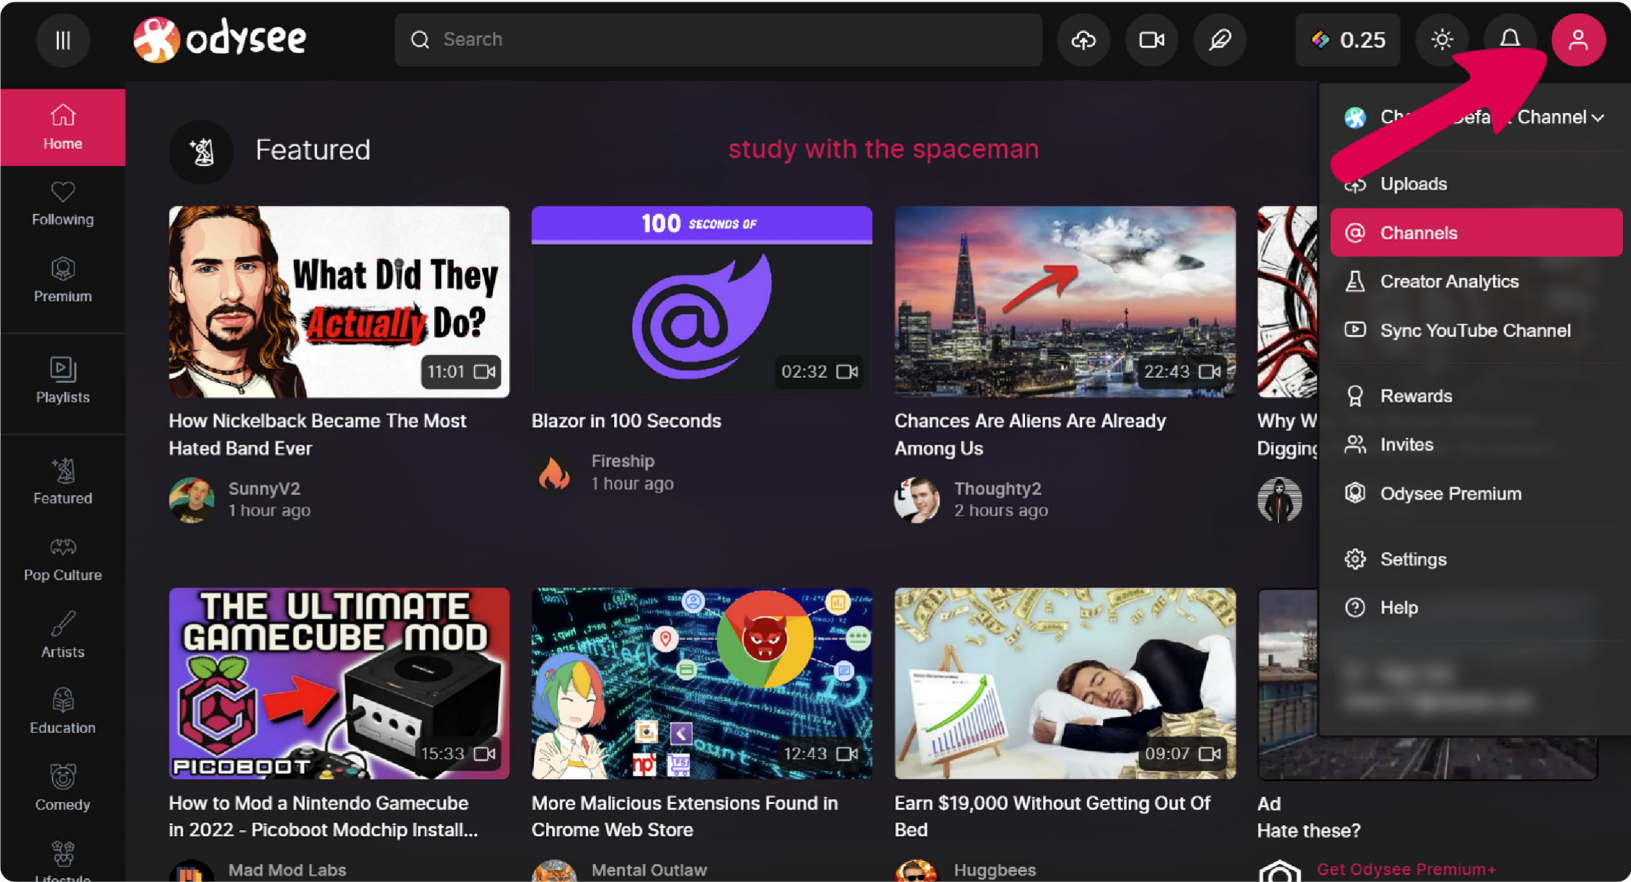 odysee
Search
0.25
Home
Following
Premium
Playlists
Featured
Pop Culture
Artists
Education
Comedy
Lifestyle
Featured
study with the spaceman
What Did They
Actually Do?
11:01
How Nickelback Became The Most
Hated Band Ever
SunnyV2
1 hour ago
100 SECONDS OF
02:32
Blazor in 100 Seconds
Fireship
1 hour ago
22:43
Chances Are Aliens Are Already
Among Us
Thoughty2
2 hours ago
Why W
Digging
THE ULTIMATE
GAMECUBE MOD
15:33
PICOBOOT
How to Mod a Nintendo Gamecube
in 2022 - Picoboot Modchip Install...
Mad Mod Labs
12:43
More Malicious Extensions Found in
Chrome Web Store
Mental Outlaw
09:07
Earn $19,000 Without Getting Out Of
Bed
Huggbees
Ad
Hate these?
Get Odysee Premium+
Channel
Uploads
Channels
Creator Analytics
Sync YouTube Channel
Rewards
Invites
Odysee Premium
Settings
Help